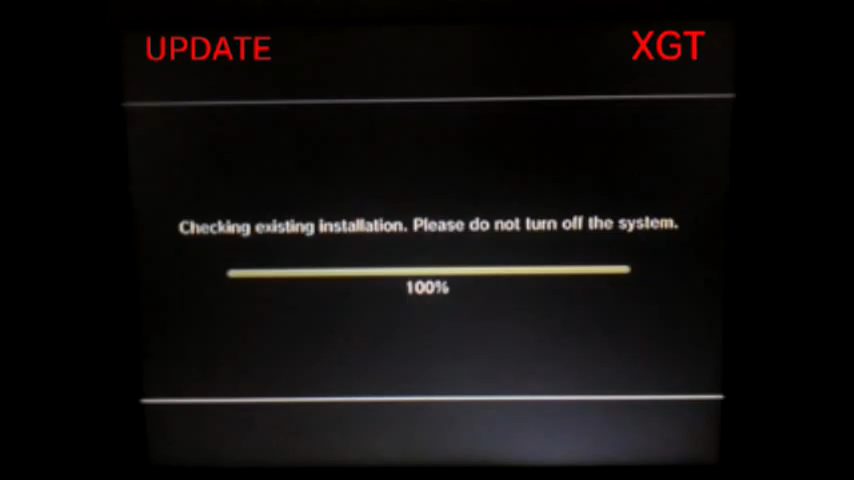 UPDATE XGT
Checking existing installation. Please do not turn off the system.
100%